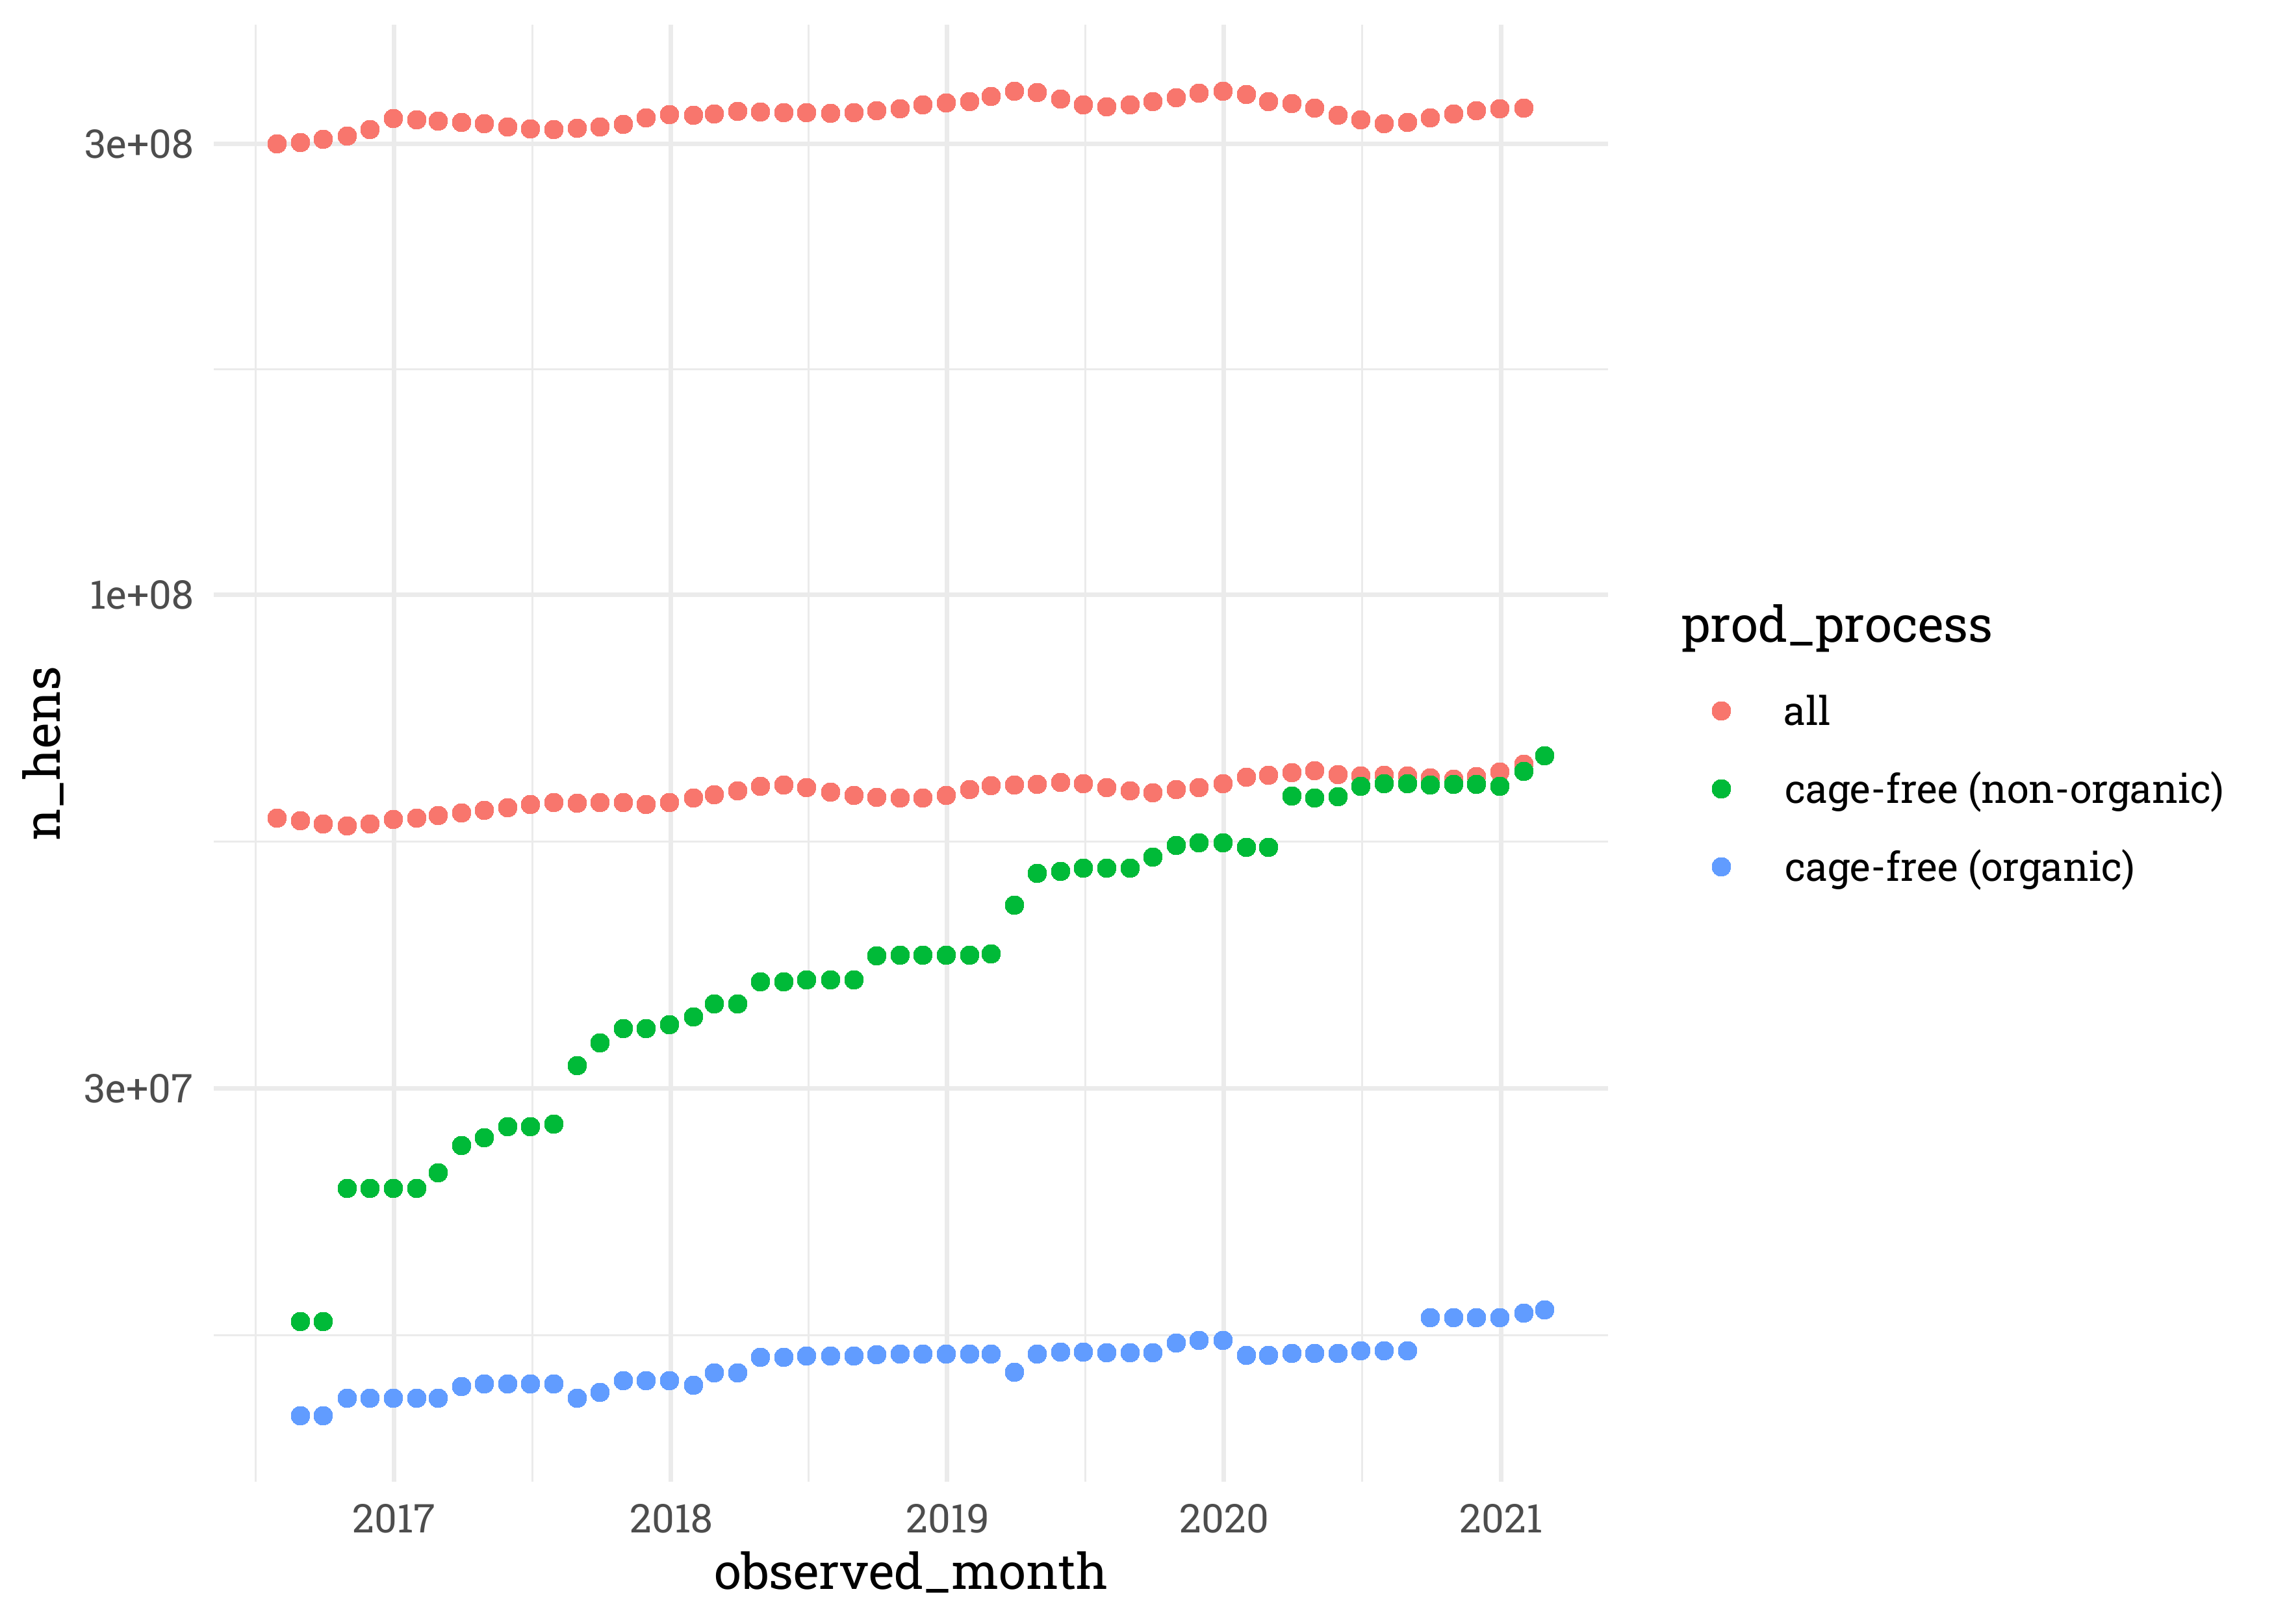 3e+08
1e+08
3e+07
n_hens
2017 2018 2019 2020 2021
observed_month
prod_process
all
cage-free (non-organic)
cage-free (organic)